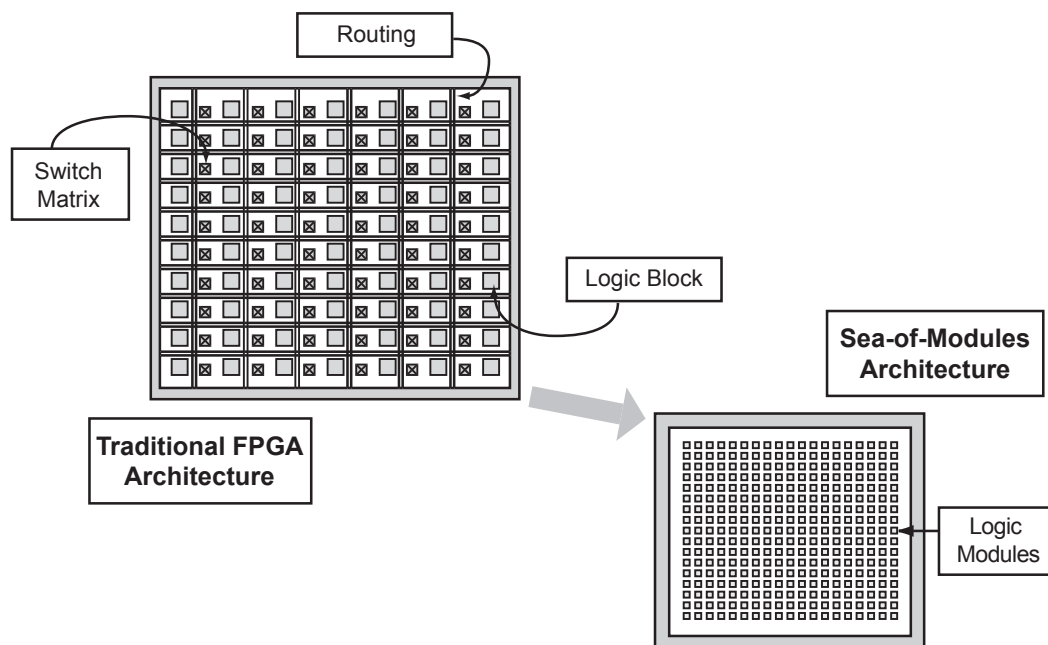 Routing
Switch
Matrix
Logic Block
Sea-of-Modules
Architecture
Traditional FPGA
Architecture
Logic
Modules